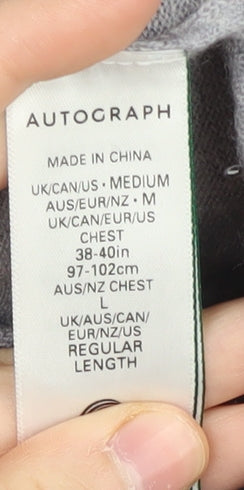 AUTOGRAPH
MADE IN CHINA
UK/CAN/US • MEDIUM
AUS/EUR/NZ • M
UK/CAN/EUR/US
CHEST
38-40in
97-102cm
AUS/NZ CHEST
L
UK/AUS/CAN/
EUR/NZ/US
REGULAR
LENGTH